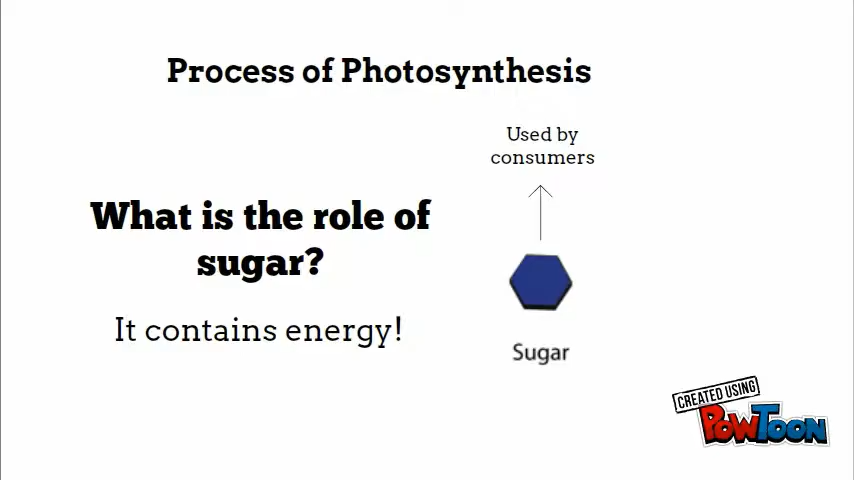 Process of Photosynthesis
Used by
consumers
What is the role of
sugar?
It contains energy!
Sugar
CREATED USING
POWTOON